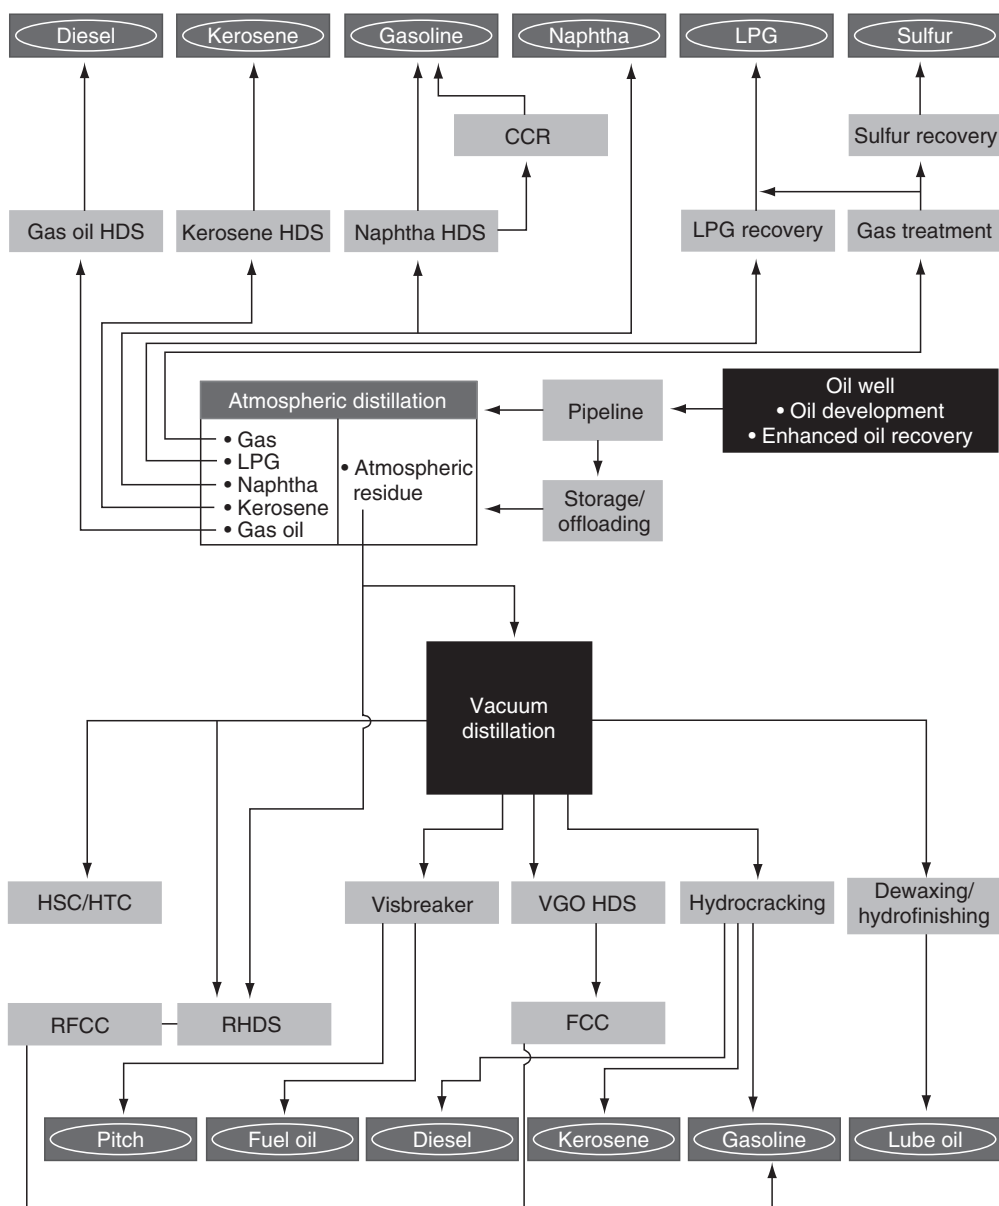 Diesel
Kerosene
Gasoline
Naphtha
LPG
Sulfur
CCR
Sulfur recovery
Gas oil HDS
Kerosene HDS
Naphtha HDS
LPG recovery
Gas treatment
Atmospheric distillation
• Gas
• LPG
• Naphtha
• Kerosene
• Gas oil
• Atmospheric
residue
Pipeline
Storage/
offloading
Oil well
• Oil development
• Enhanced oil recovery
Vacuum
distillation
HSC/HTC
Visbreaker
VGO HDS
Hydrocracking
Dewaxing/
hydrofinishing
RFCC
RHDS
FCC
Pitch
Fuel oil
Diesel
Kerosene
Gasoline
Lube oil